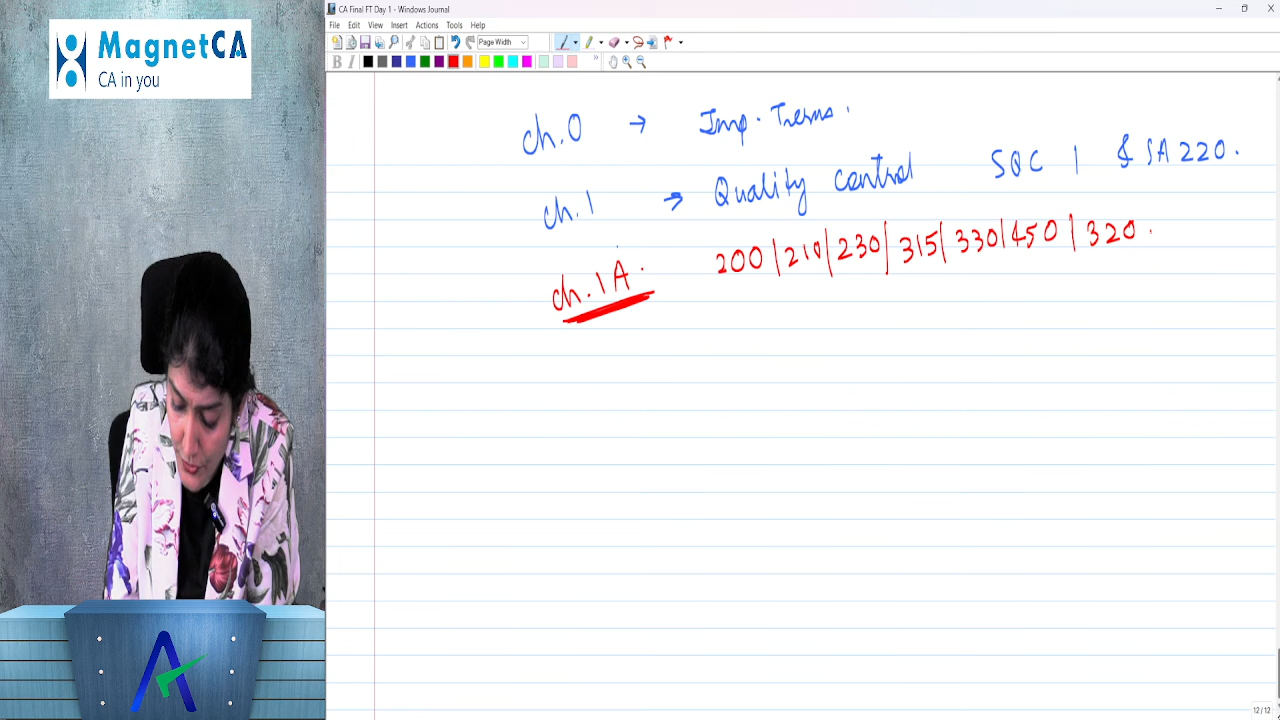 MagnetCA
CA in you
CA Final FT Day 1 - Windows Journal
File Edit View Insert Actions Tools Help
Page Width
B I
ch.0 → Imp. Terms.
ch.1 → Quality control SQC 1 & SA 220.
ch.1A. 200/210/230/315/330/450/320.
12/12